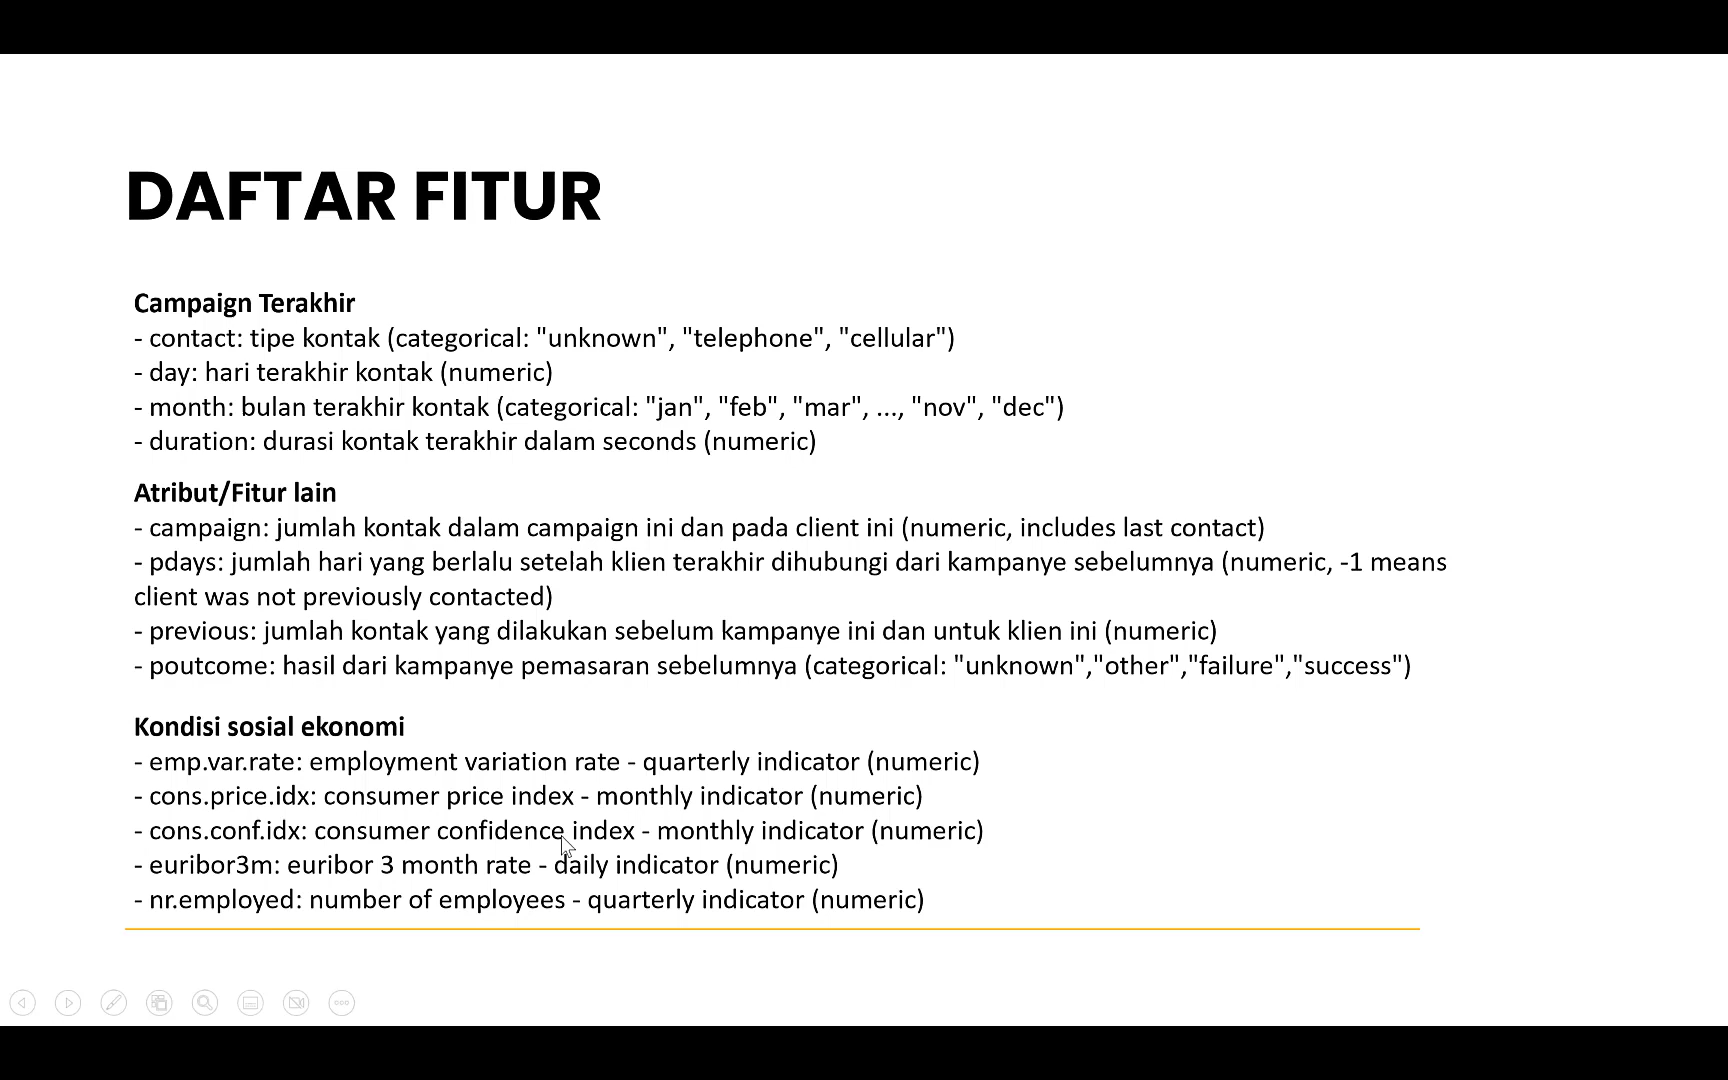 DAFTAR FITUR
Campaign Terakhir
- contact: tipe kontak (categorical: "unknown", "telephone", "cellular")
- day: hari terakhir kontak (numeric)
- month: bulan terakhir kontak (categorical: "jan", "feb", "mar", ..., "nov", "dec")
- duration: durasi kontak terakhir dalam seconds (numeric)
Atribut/Fitur lain
- campaign: jumlah kontak dalam campaign ini dan pada client ini (numeric, includes last contact)
- pdays: jumlah hari yang berlalu setelah klien terakhir dihubungi dari kampanye sebelumnya (numeric, -1 means
client was not previously contacted)
- previous: jumlah kontak yang dilakukan sebelum kampanye ini dan untuk klien ini (numeric)
- poutcome: hasil dari kampanye pemasaran sebelumnya (categorical: "unknown","other","failure","success")
Kondisi sosial ekonomi
- emp.var.rate: employment variation rate - quarterly indicator (numeric)
- cons.price.idx: consumer price index - monthly indicator (numeric)
- cons.conf.idx: consumer confidence index - monthly indicator (numeric)
- euribor3m: euribor 3 month rate - daily indicator (numeric)
- nr.employed: number of employees - quarterly indicator (numeric)